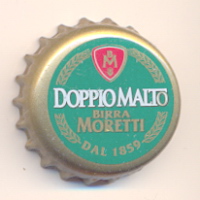 M
DOPPIO MALTO
BIRRA
MORETTI
DAL 1859